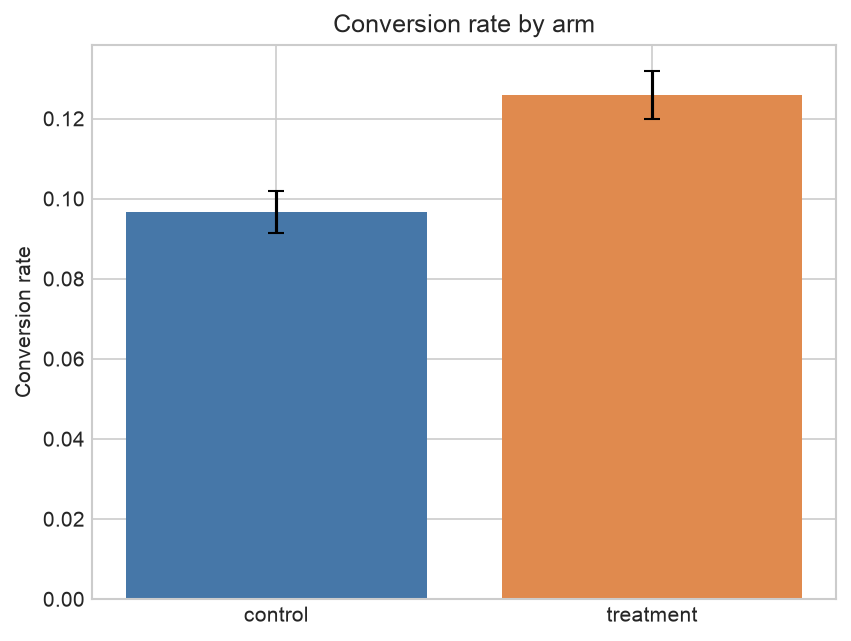 Conversion rate by arm
Conversion rate
0.12
0.10
0.08
0.06
0.04
0.02
0.00
control
treatment